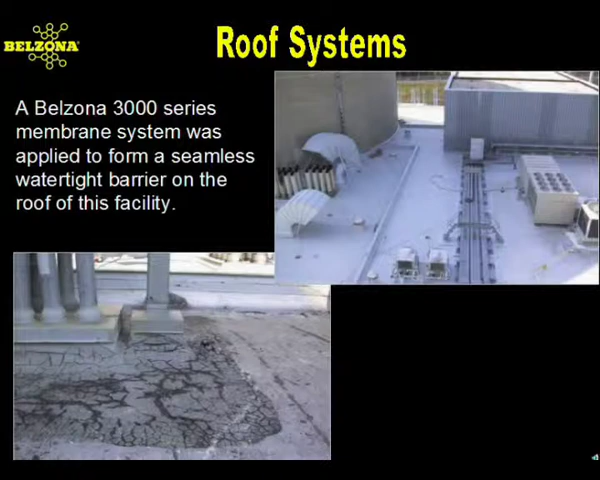 BELZONA
Roof Systems
A Belzona 3000 series
membrane system was
applied to form a seamless
watertight barrier on the
roof of this facility.